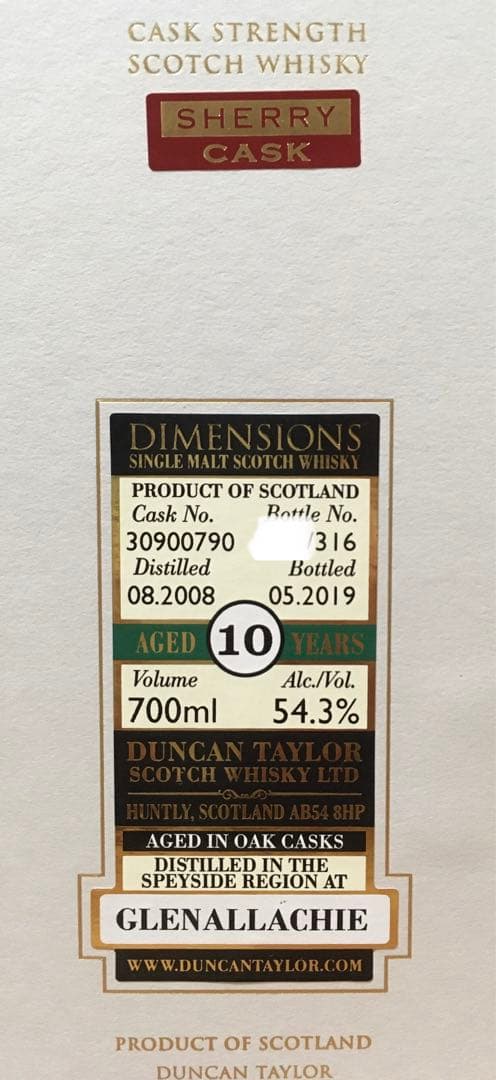 CASK STRENGTH
SCOTCH WHISKY
SHERRY
CASK
DIMENSIONS
SINGLE MALT SCOTCH WHISKY
PRODUCT OF SCOTLAND
Cask No. Bottle No.
30900790 /316
Distilled Bottled
08.2008 05.2019
AGED 10 YEARS
Volume Alc./Vol.
700ml 54.3%
DUNCAN TAYLOR
SCOTCH WHISKY LTD
HUNTLY, SCOTLAND AB54 8HP
AGED IN OAK CASKS
DISTILLED IN THE
SPEYSIDE REGION AT
GLENALLACHIE
WWW.DUNCANTAYLOR.COM
PRODUCT OF SCOTLAND
DUNCAN TAYLOR